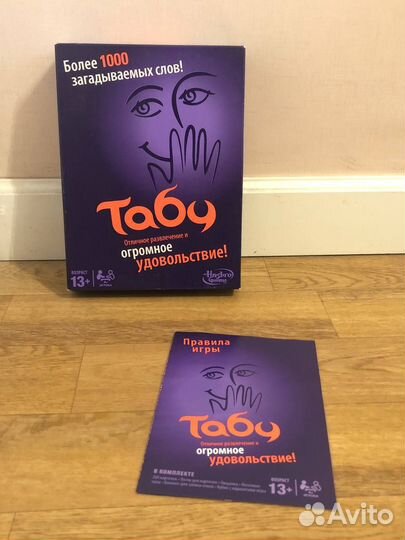 Более 1000
загадываемых слов!
Табу
Отличное развлечение и
огромное
удовольствие!
ВОЗРАСТ
13+
Hasbro
Gaming
Правила
игры
Табу
Отличное развлечение и
огромное
удовольствие!
В КОМПЛЕКТЕ
ВОЗРАСТ
13+
Avito